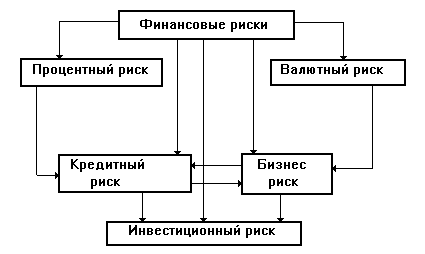 Финансовые риски
Процентный риск
Валютный риск
Кредитный
риск
Бизнес
риск
Инвестиционный риск